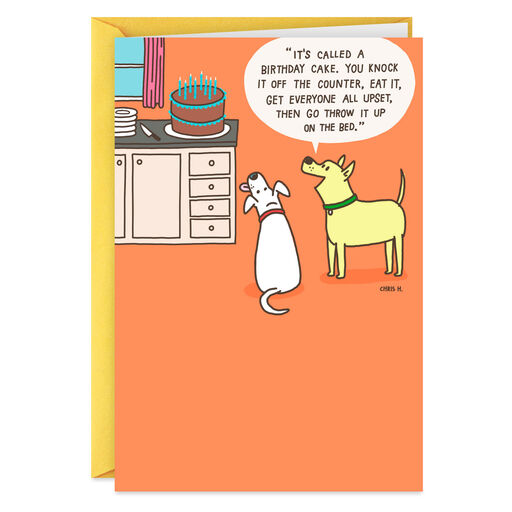 “IT'S CALLED A
BIRTHDAY CAKE. YOU KNOCK
IT OFF THE COUNTER, EAT IT,
GET EVERYONE ALL UPSET,
THEN GO THROW IT UP
ON THE BED.”
CHRIS H.